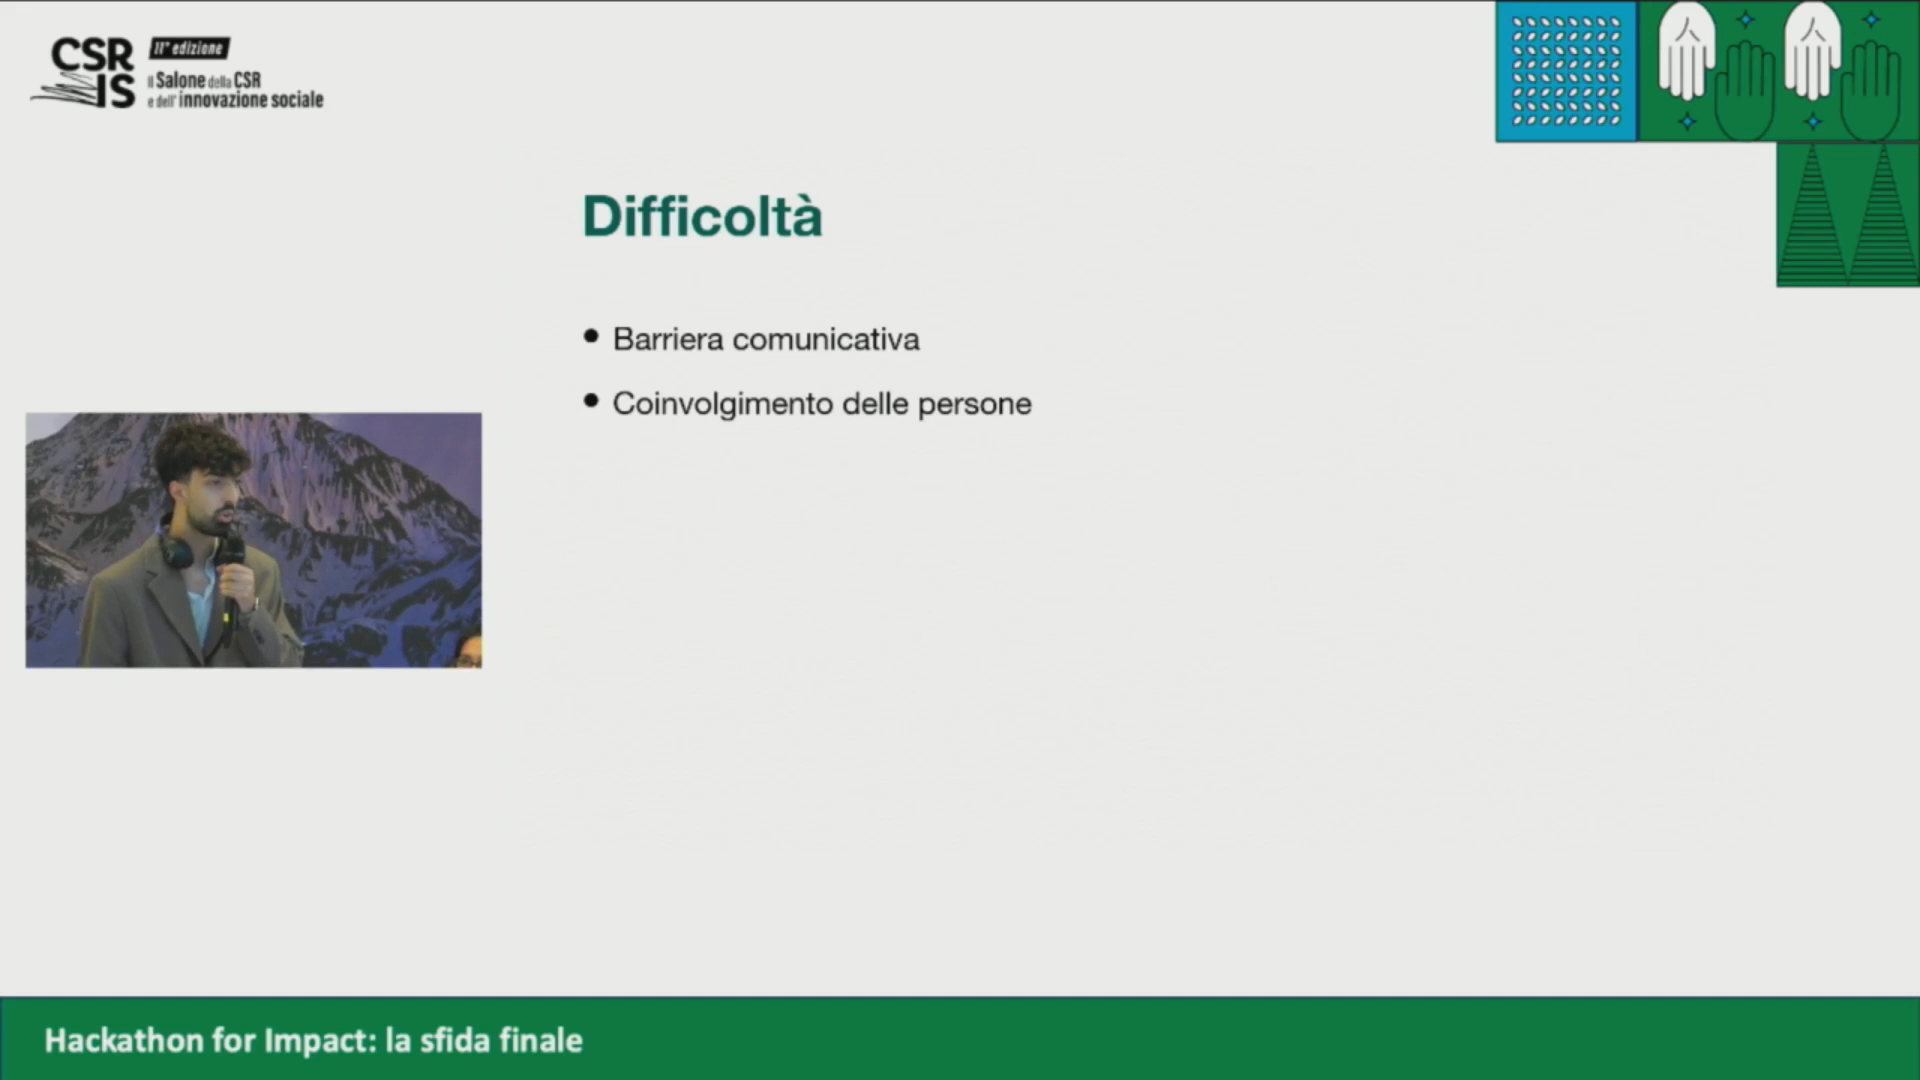 CSR
IS
11ª edizione
Il Salone della CSR
e dell' innovazione sociale
Difficoltà
• Barriera comunicativa
• Coinvolgimento delle persone
Hackathon for Impact: la sfida finale